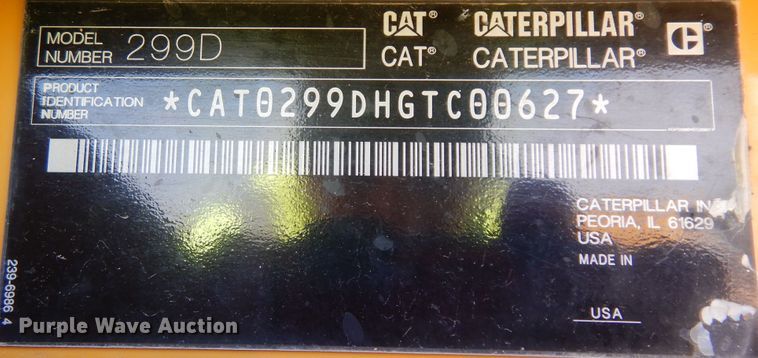 MODEL NUMBER 299D
CAT® CATERPILLAR®
CAT® CATERPILLAR®
PRODUCT IDENTIFICATION NUMBER *CAT0299DHGTC00627*
CATERPILLAR IN
PEORIA, IL 61629
USA
MADE IN
USA
239-6986 4
Purple Wave Auction